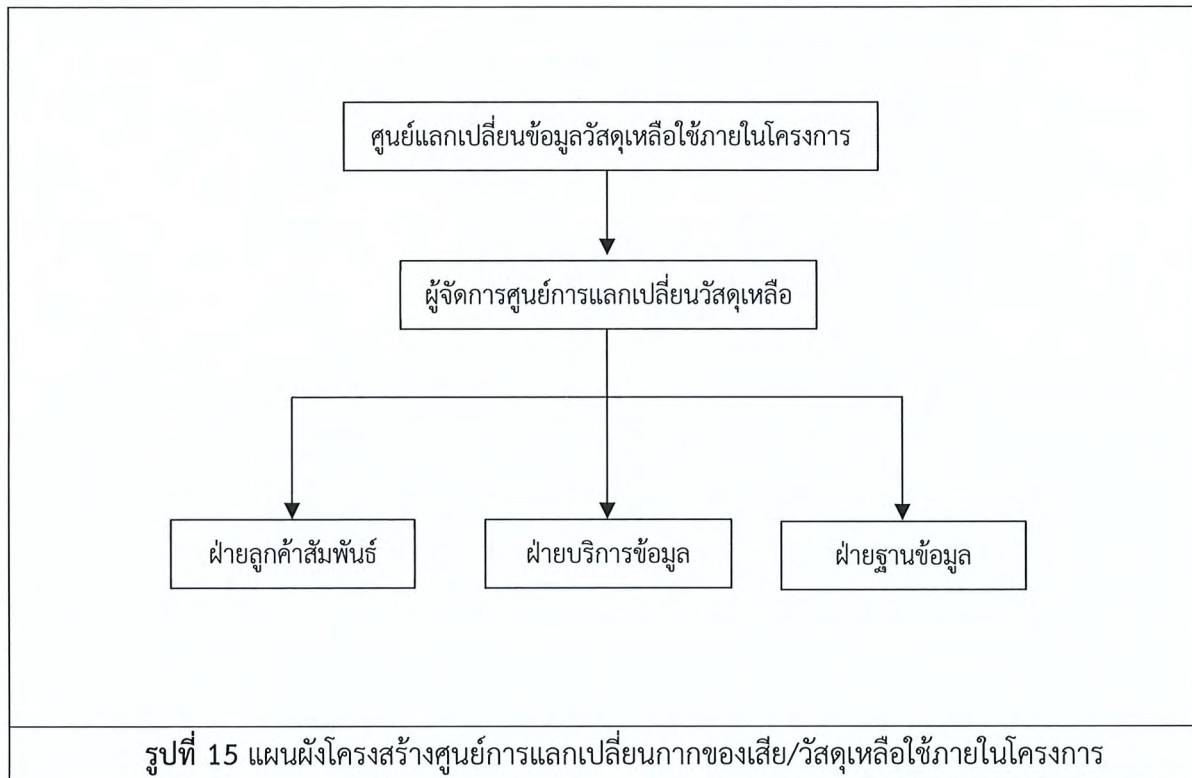 ศูนย์แลกเปลี่ยนข้อมูลวัสดุเหลือใช้ภายในโครงการ
ผู้จัดการศูนย์การแลกเปลี่ยนวัสดุเหลือ
ฝ่ายลูกค้าสัมพันธ์
ฝ่ายบริการข้อมูล
ฝ่ายฐานข้อมูล
รูปที่ 15 แผนผังโครงสร้างศูนย์การแลกเปลี่ยนกากของเสีย/วัสดุเหลือใช้ภายในโครงการ